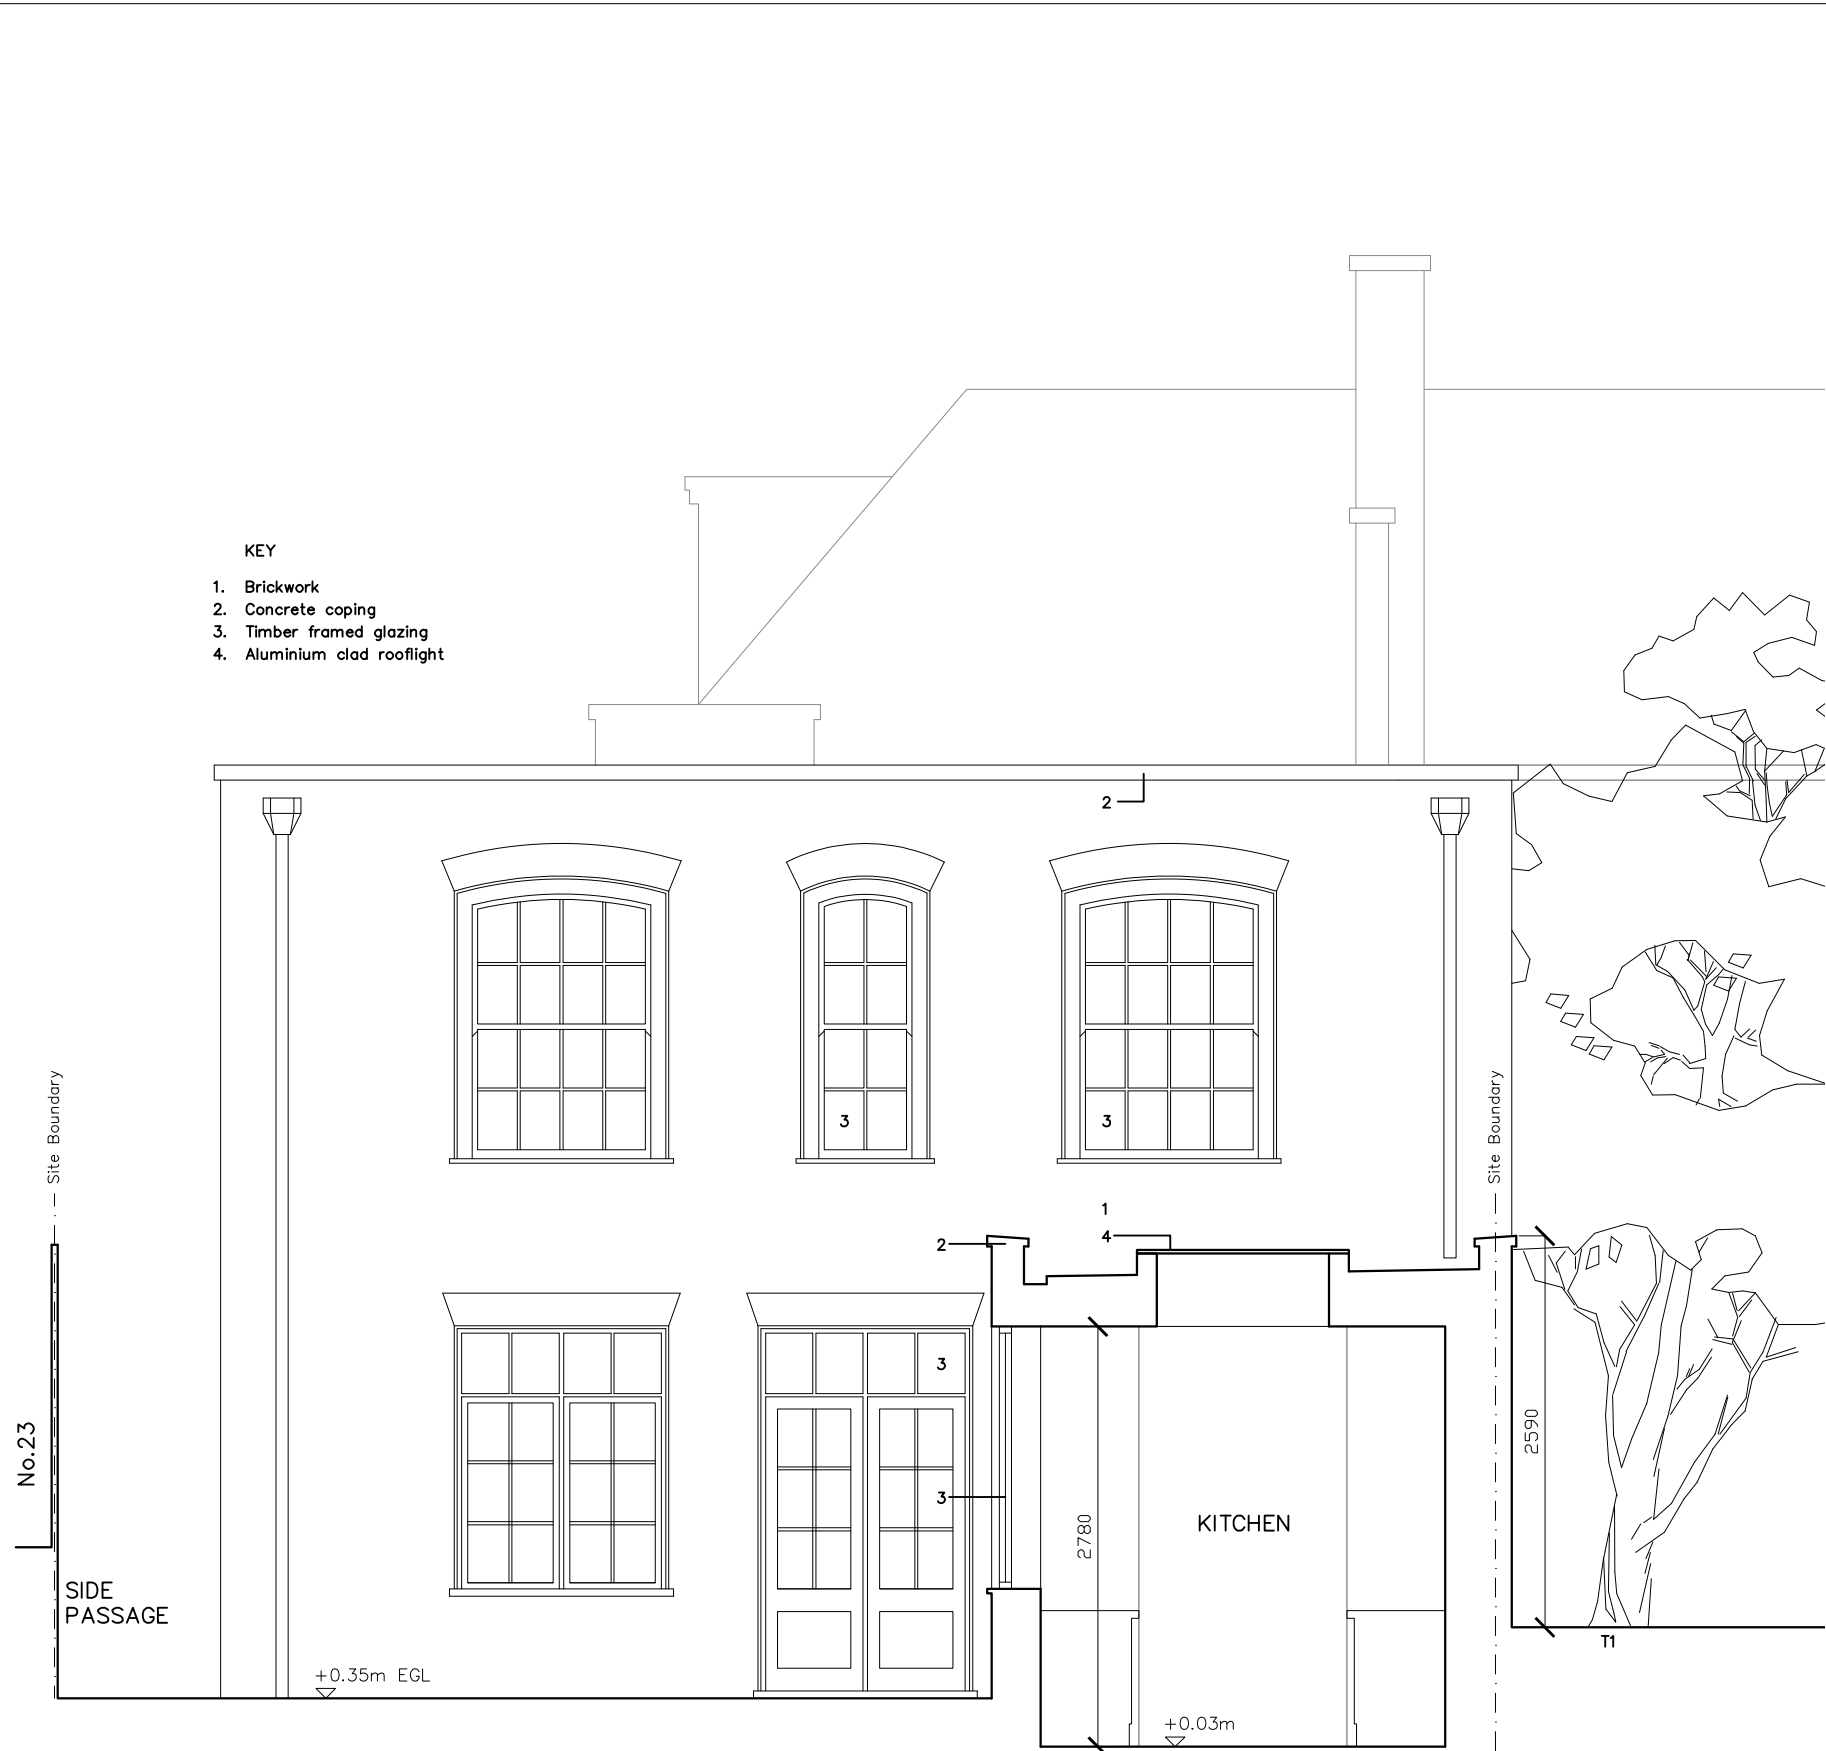 KEY
1. Brickwork
2. Concrete coping
3. Timber framed glazing
4. Aluminium clad rooflight
2
3
3
Site Boundary
Site Boundary
1
4
2
3
2590
No.23
3
2780
KITCHEN
SIDE
PASSAGE
T1
+0.35m EGL
+0.03m